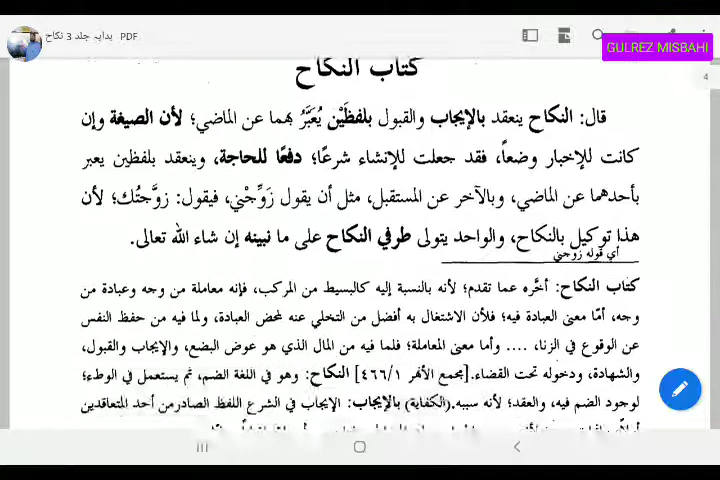 بدایہ جلد 3 نکاح PDF
GULREZ MISBAHI
4
كتاب النكاح
قال: النكاح ينعقد بالإيجاب والقبول بلفظَيْن يُعَبَّرُ بهما عن الماضي؛ لأن الصيغة وإن
كانت للإخبار وضعاً، فقد جعلت للإنشاء شرعًا؛ دفعًا للحاجة، وينعقد بلفظين يعبر
بأحدهما عن الماضي، وبالآخر عن المستقبل، مثل أن يقول زَوِّجْني، فيقول: زوَّجتُك؛ لأن
هذا توكيل بالنكاح، والواحد يتولى طرفي النكاح على ما نبينه إن شاء الله تعالى.
أي قوله زوجني
كتاب النكاح: أخَّره عما تقدم؛ لأنه بالنسبة إليه كالبسيط من المركب، فإنه معاملة من وجه وعبادة من
وجه، أمّا معنى العبادة فيه؛ فلأن الاشتغال به أفضل من التخلي عنه لمحض العبادة، ولما فيه من حفظ النفس
عن الوقوع في الزنا، .... وأما معنى المعاملة؛ فلما فيه من المال الذي هو عوض البضع، والإيجاب والقبول،
والشهادة، ودخوله تحت القضاء.[مجمع الأنهر ٤٦٦/١] النكاح: وهو في اللغة الضم، ثم يستعمل في الوطء؛
لوجود الضم فيه، والعقد؛ لأنه سببه.(الكفاية) بالإيجاب: الإيجاب في الشرع اللفظ الصادر من أحد المتعاقدين